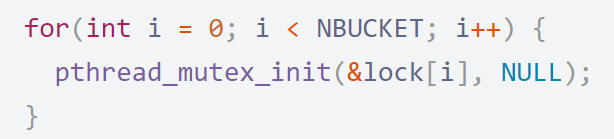 for(int i = 0; i < NBUCKET; i++) {
  pthread_mutex_init(&lock[i], NULL);
}